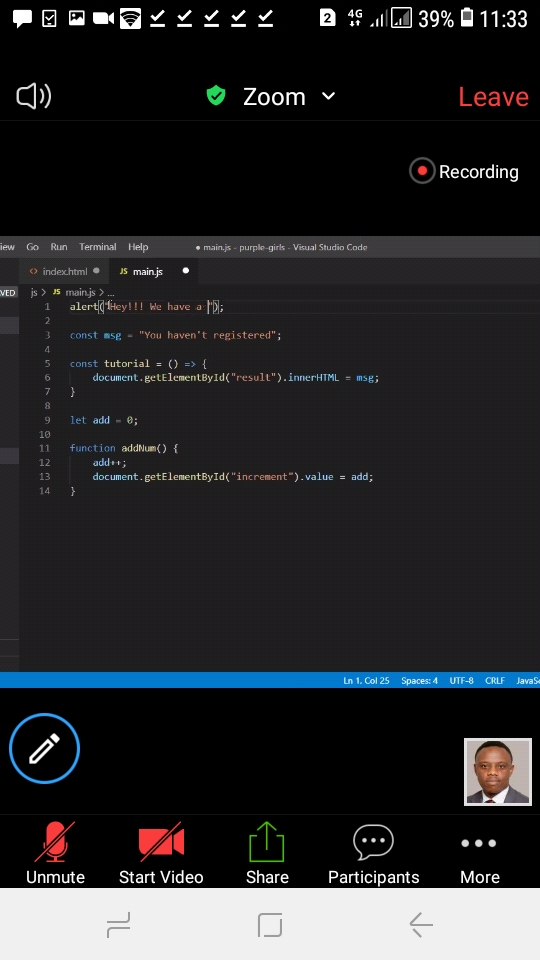 2 4G 39% 11:33
Zoom Leave
Recording
iew Go Run Terminal Help ● main.js - purple-girls - Visual Studio Code
<> index.html ● JS main.js ●
VED js > JS main.js > ...
1 alert("Hey!!! We have a ");
2
3 const msg = "You haven't registered";
4
5 const tutorial = () => {
6 document.getElementById("result").innerHTML = msg;
7 }
8
9 let add = 0;
10
11 function addNum() {
12 add++;
13 document.getElementById("increment").value = add;
14 }
Ln 1, Col 25 Spaces: 4 UTF-8 CRLF JavaS
Unmute Start Video Share Participants More